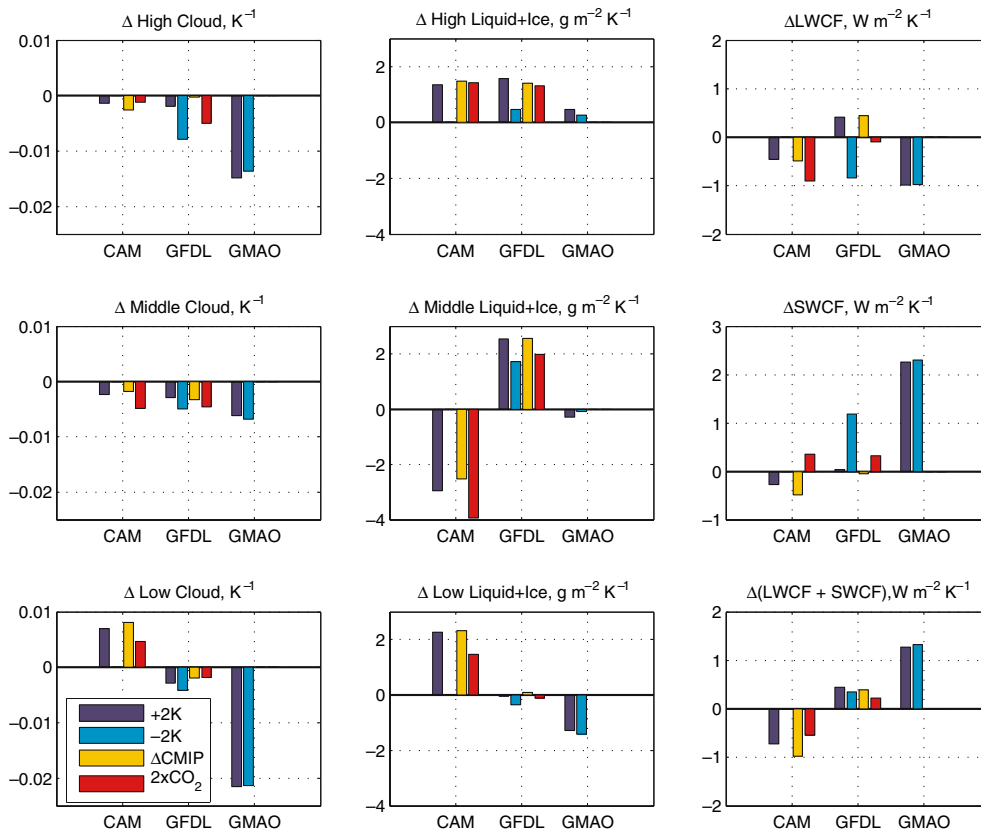 Δ High Cloud, K⁻¹
0.01
0
−0.01
−0.02
CAM GFDL GMAO
Δ High Liquid+Ice, g m⁻² K⁻¹
2
0
−2
−4
CAM GFDL GMAO
ΔLWCF, W m⁻² K⁻¹
2
1
0
−1
−2
CAM GFDL GMAO
Δ Middle Cloud, K⁻¹
0.01
0
−0.01
−0.02
CAM GFDL GMAO
Δ Middle Liquid+Ice, g m⁻² K⁻¹
2
0
−2
−4
CAM GFDL GMAO
ΔSWCF, W m⁻² K⁻¹
3
2
1
0
−1
CAM GFDL GMAO
Δ Low Cloud, K⁻¹
0.01
0
−0.01
−0.02
+2K
−2K
ΔCMIP
2xCO₂
CAM GFDL GMAO
Δ Low Liquid+Ice, g m⁻² K⁻¹
2
0
−2
−4
CAM GFDL GMAO
Δ(LWCF + SWCF),W m⁻² K⁻¹
2
1
0
−1
−2
CAM GFDL GMAO